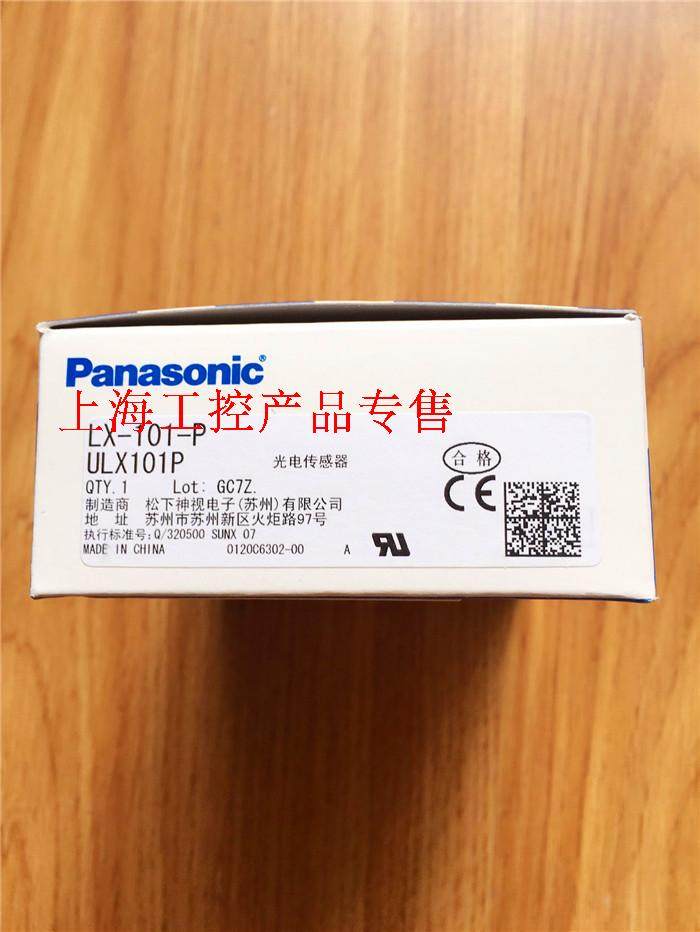 Panasonic®
上海工控产品专售
LX-101-P
ULX101P 光电传感器 合格
QTY.1 Lot: GC7Z. CE
制造商 松下神视电子(苏州)有限公司
地址 苏州市苏州新区火炬路97号
执行标准号: Q/320500 SUNX 07
MADE IN CHINA 0120C6302-00 A RU